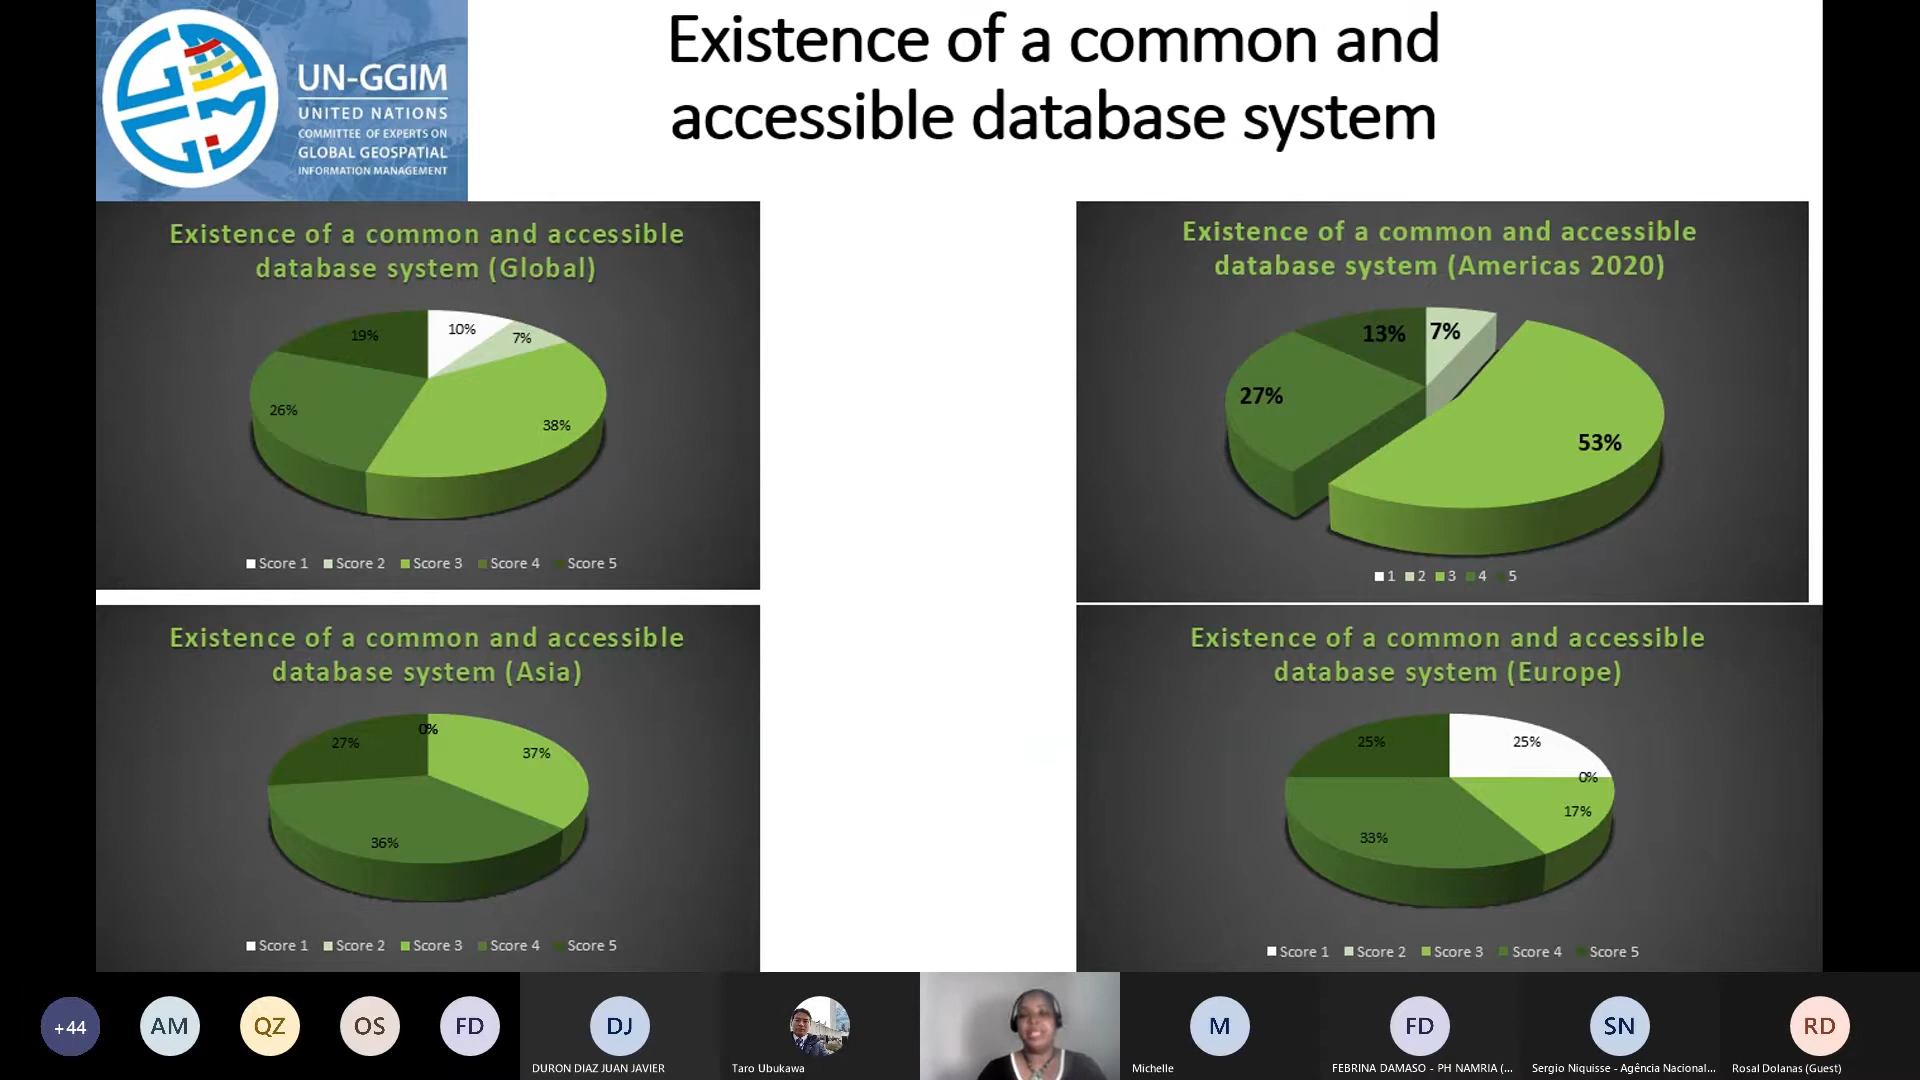 UN-GGIM
UNITED NATIONS
COMMITTEE OF EXPERTS ON
GLOBAL GEOSPATIAL
INFORMATION MANAGEMENT
Existence of a common and
accessible database system
Existence of a common and accessible
database system (Global)
10%
7%
38%
26%
19%
Score 1 Score 2 Score 3 Score 4 Score 5
Existence of a common and accessible
database system (Americas 2020)
7%
53%
27%
13%
1 2 3 4 5
Existence of a common and accessible
database system (Asia)
0%
37%
36%
27%
Score 1 Score 2 Score 3 Score 4 Score 5
Existence of a common and accessible
database system (Europe)
25%
0%
17%
33%
25%
Score 1 Score 2 Score 3 Score 4 Score 5
+44
AM
QZ
OS
FD
DJ
DURON DIAZ JUAN JAVIER
Taro Ubukawa
M
Michelle
FD
FEBRINA DAMASO - PH NAMRIA (...
SN
Sergio Niquisse - Agência Nacional...
RD
Rosal Dolanas (Guest)